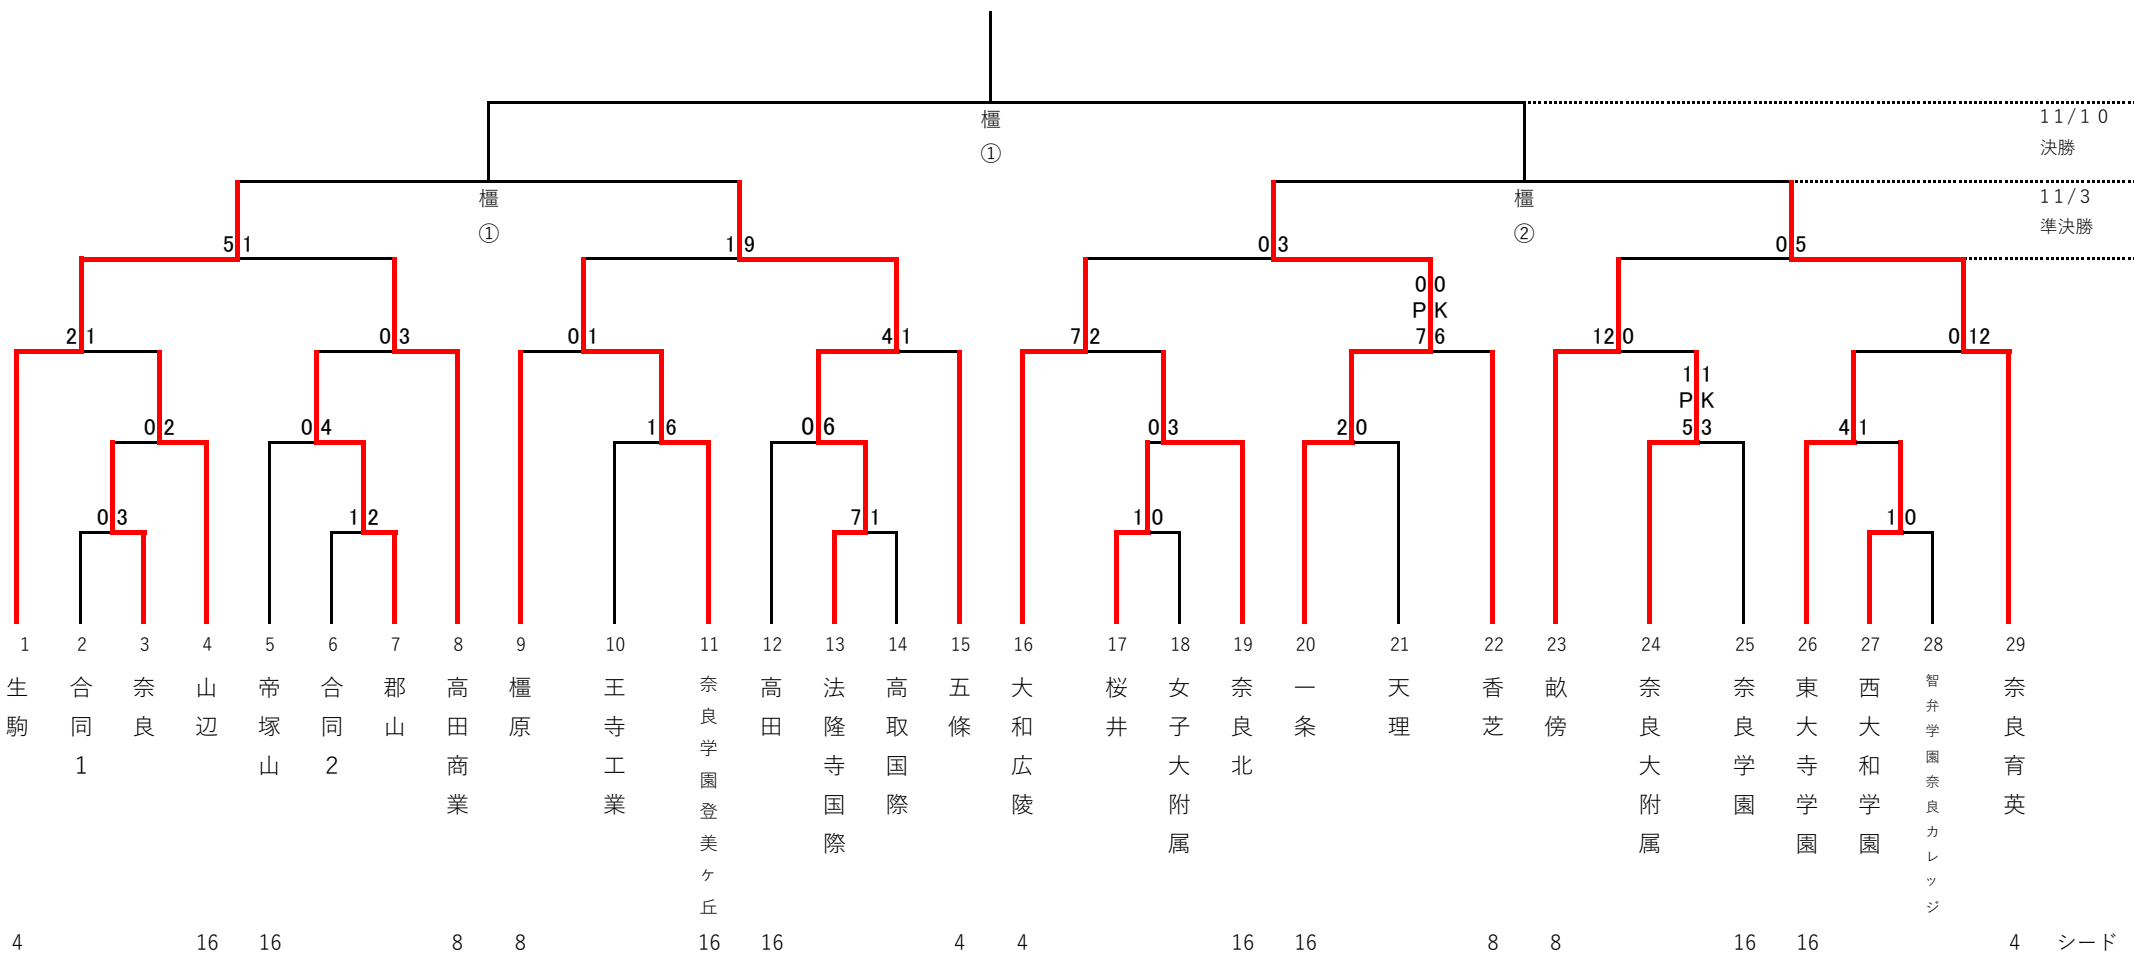 橿
①
11/10
決勝
橿
①
橿
②
11/3
準決勝
5 1
1 9
0 3
0 5
0 0
P K
7 6
2 1
0 3
0 1
4 1
7 2
12 0
0 12
1 1
P K
5 3
0 2
0 4
1 6
0 6
0 3
2 0
4 1
0 3
1 2
7 1
1 0
1 0
1 2 3 4 5 6 7 8 9 10 11 12 13 14 15 16 17 18 19 20 21 22 23 24 25 26 27 28 29
生駒
合同1
奈良
山辺
帝塚山
合同2
郡山
高田商業
橿原
王寺工業
奈良学園登美ヶ丘
高田
法隆寺国際
高取国際
五條
大和広陵
桜井
女子大附属
奈良北
一条
天理
香芝
畝傍
奈良大附属
奈良学園
東大寺学園
西大和学園
智弁学園奈良カレッジ
奈良育英
4 16 16 8 8 16 16 4 4 16 16 8 8 16 16 4 シード